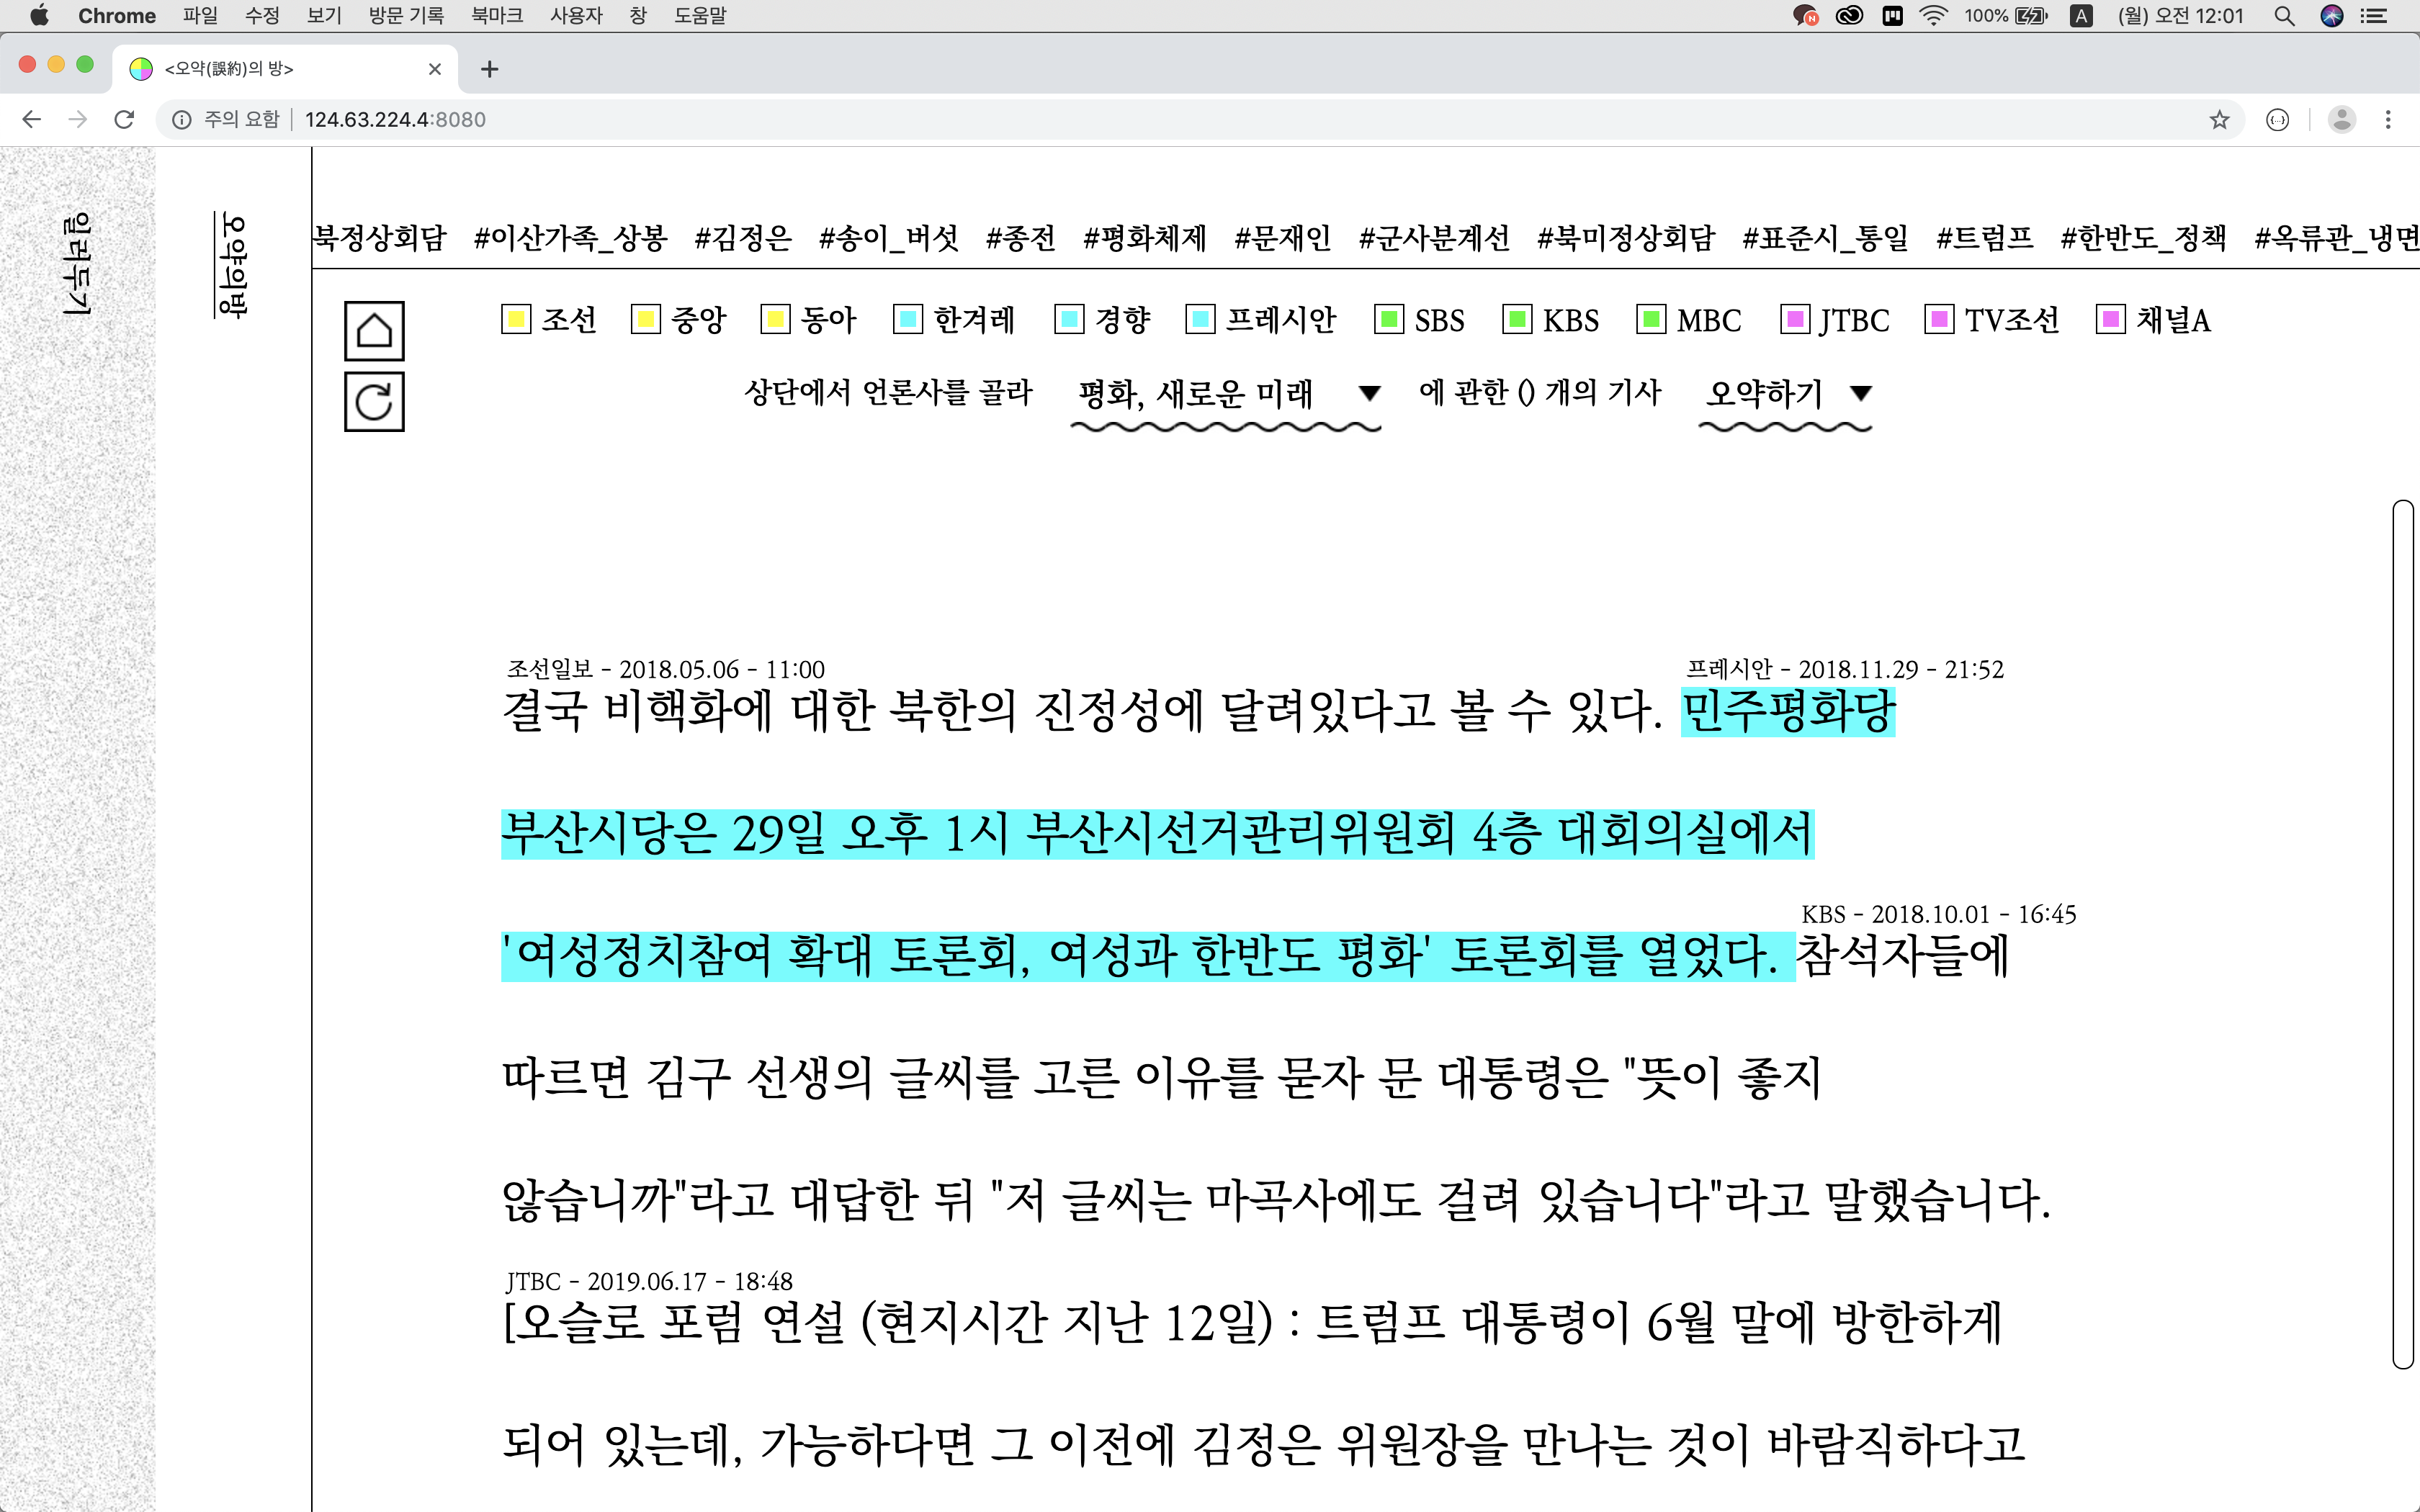 Chrome 파일 수정 보기 방문 기록 북마크 사용자 창 도움말 N 100% A (월) 오전 12:01
<오약(誤約)의 방>
주의 요함 124.63.224.4:8080
일러두기
오약의방
북정상회담 #이산가족_상봉 #김정은 #송이_버섯 #종전 #평화체제 #문재인 #군사분계선 #북미정상회담 #표준시_통일 #트럼프 #한반도_정책 #옥류관_냉면
조선 중앙 동아 한겨레 경향 프레시안 SBS KBS MBC JTBC TV조선 채널A
상단에서 언론사를 골라 평화, 새로운 미래 ▼ 에 관한 () 개의 기사 오약하기 ▼
조선일보 - 2018.05.06 - 11:00 프레시안 - 2018.11.29 - 21:52
결국 비핵화에 대한 북한의 진정성에 달려있다고 볼 수 있다. 민주평화당
부산시당은 29일 오후 1시 부산시선거관리위원회 4층 대회의실에서
KBS - 2018.10.01 - 16:45
'여성정치참여 확대 토론회, 여성과 한반도 평화' 토론회를 열었다. 참석자들에
따르면 김구 선생의 글씨를 고른 이유를 묻자 문 대통령은 "뜻이 좋지
않습니까"라고 대답한 뒤 "저 글씨는 마곡사에도 걸려 있습니다"라고 말했습니다.
JTBC - 2019.06.17 - 18:48
[오슬로 포럼 연설 (현지시간 지난 12일) : 트럼프 대통령이 6월 말에 방한하게
되어 있는데, 가능하다면 그 이전에 김정은 위원장을 만나는 것이 바람직하다고